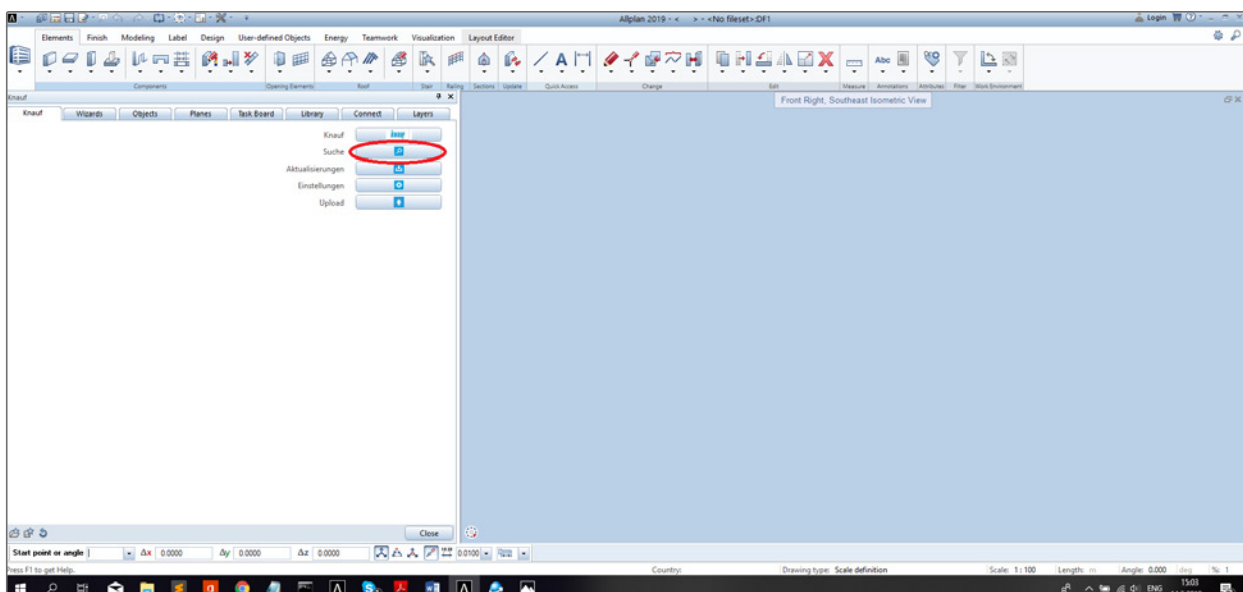 Allplan 2019 - < > - <No fileset>:DF1
Login
Elements Finish Modeling Label Design User-defined Objects Energy Teamwork Visualization Layout Editor
A Abc
Components Opening Elements Roof Stair Railing Sections Update Quick Access Change Edit Measure Annotations Attributes Filter Work Environment
Knauf
Front Right, Southeast Isometric View
Knauf Wizards Objects Planes Task Board Library Connect Layers
Knauf
Suche
Aktualisierungen
Einstellungen
Upload
Close
Start point or angle Δx 0.0000 Δy 0.0000 Δz 0.0000 0.0100
Press F1 to get Help. Country: Drawing type: Scale definition Scale: 1 : 100 Length: m Angle: 0.000 deg %: 1
ENG 15:03